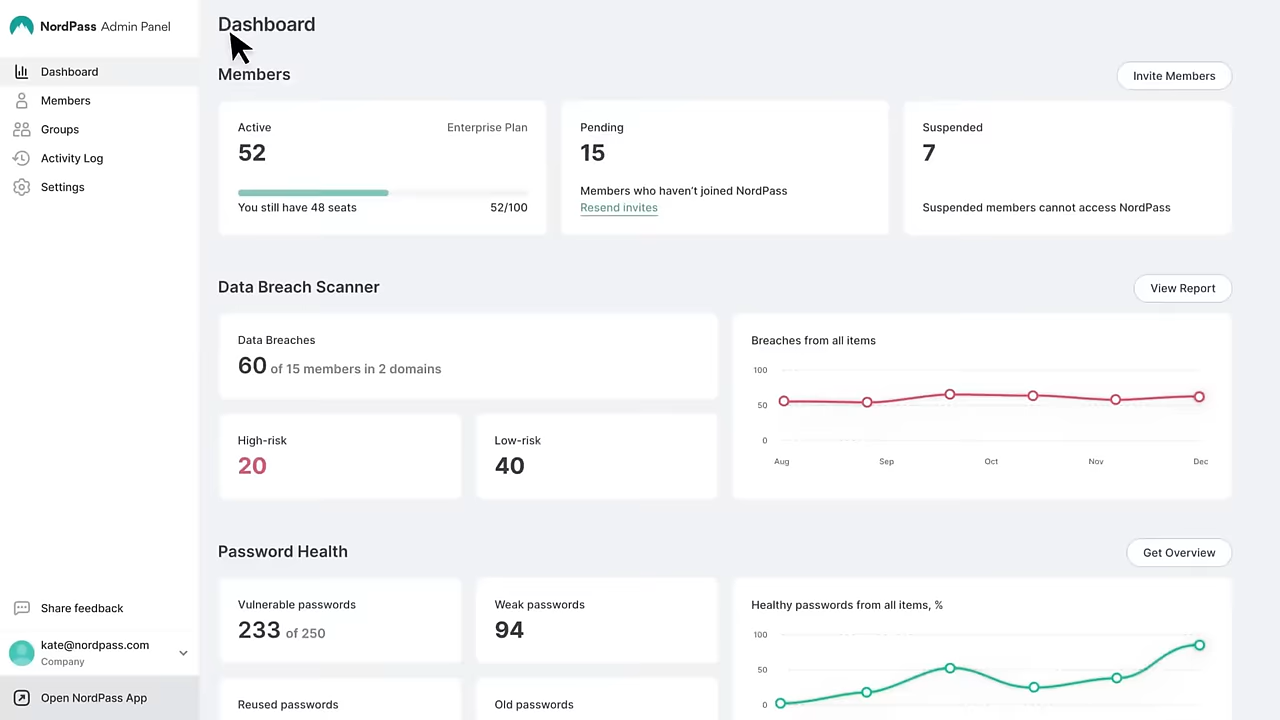 NordPass Admin Panel
Dashboard
Members
Groups
Activity Log
Settings
Share feedback
kate@nordpass.com
Company
Open NordPass App
Dashboard
Members
Invite Members
Active
Enterprise Plan
52
You still have 48 seats
52/100
Pending
15
Members who haven't joined NordPass
Resend invites
Suspended
7
Suspended members cannot access NordPass
Data Breach Scanner
View Report
Data Breaches
60 of 15 members in 2 domains
High-risk
20
Low-risk
40
Breaches from all items
100
50
0
Aug Sep Oct Nov Dec
Password Health
Get Overview
Vulnerable passwords
233 of 250
Weak passwords
94
Reused passwords
Old passwords
Healthy passwords from all items, %
100
50
0